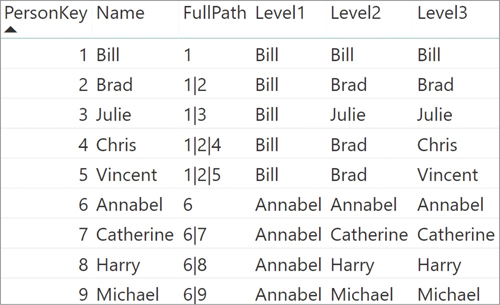 PersonKey Name FullPath Level1 Level2 Level3
1 Bill 1 Bill Bill Bill
2 Brad 1|2 Bill Brad Brad
3 Julie 1|3 Bill Julie Julie
4 Chris 1|2|4 Bill Brad Chris
5 Vincent 1|2|5 Bill Brad Vincent
6 Annabel 6 Annabel Annabel Annabel
7 Catherine 6|7 Annabel Catherine Catherine
8 Harry 6|8 Annabel Harry Harry
9 Michael 6|9 Annabel Michael Michael